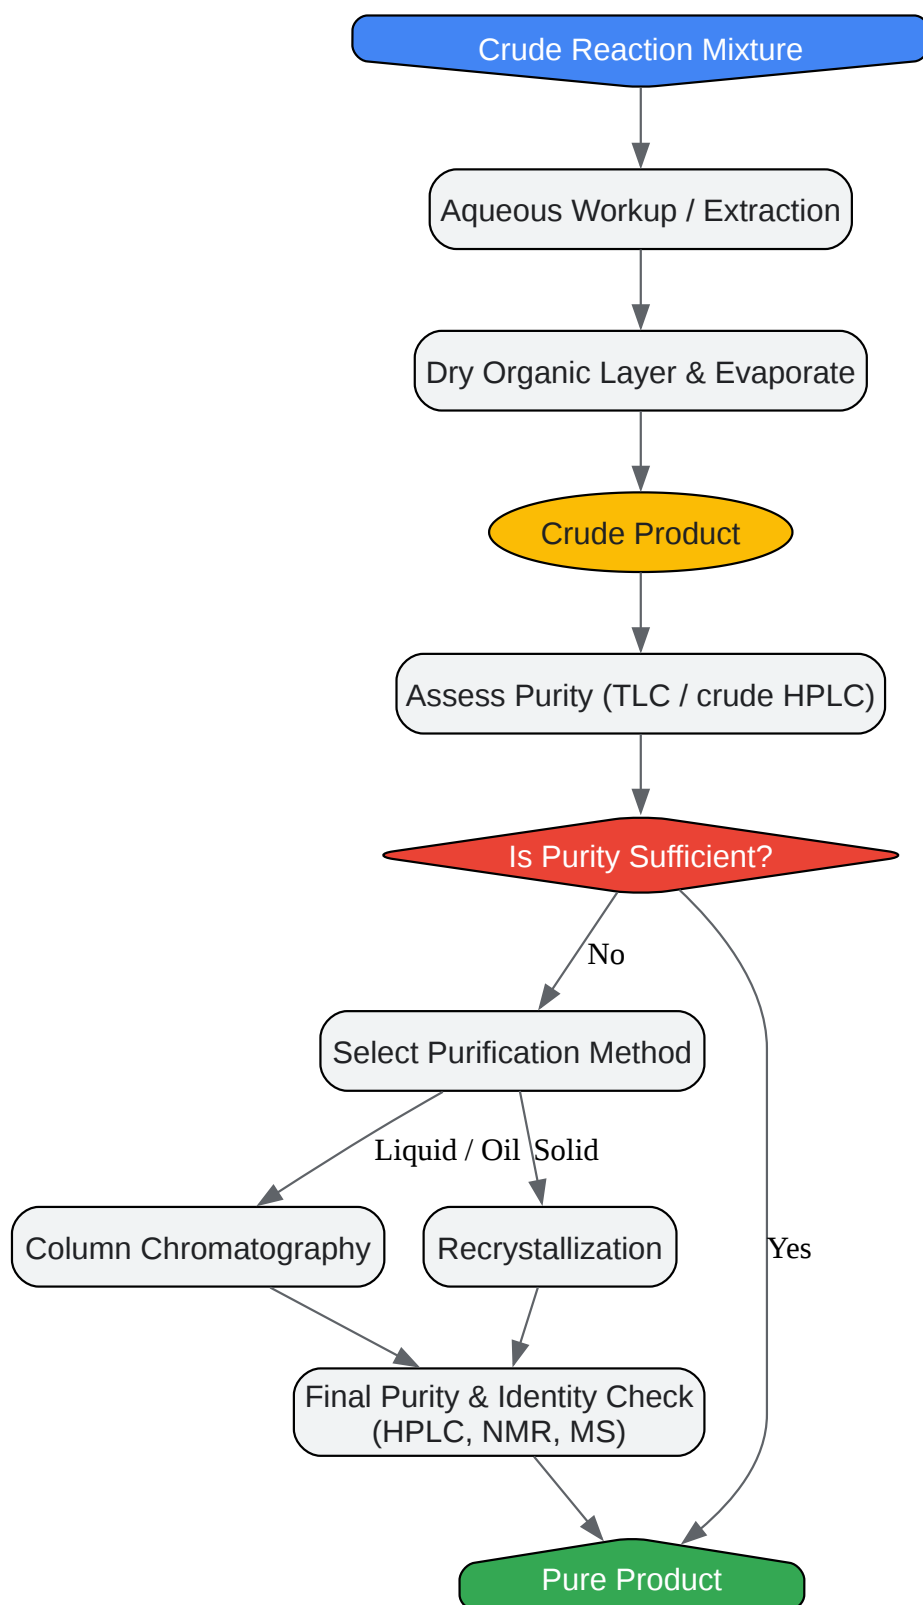 Crude Reaction Mixture
Aqueous Workup / Extraction
Dry Organic Layer & Evaporate
Crude Product
Assess Purity (TLC / crude HPLC)
Is Purity Sufficient?
No
Select Purification Method
Liquid / Oil
Solid
Column Chromatography
Recrystallization
Yes
Final Purity & Identity Check
(HPLC, NMR, MS)
Pure Product